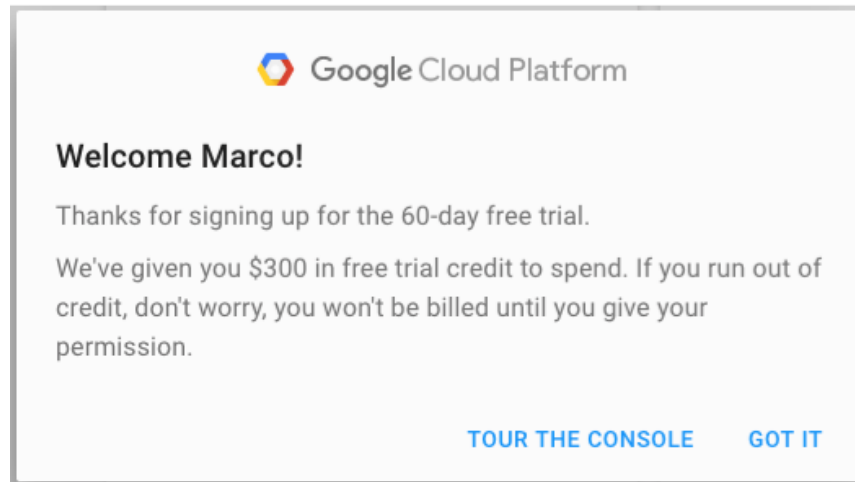 Google Cloud Platform
Welcome Marco!
Thanks for signing up for the 60-day free trial.
We've given you $300 in free trial credit to spend. If you run out of
credit, don't worry, you won't be billed until you give your
permission.
TOUR THE CONSOLE GOT IT